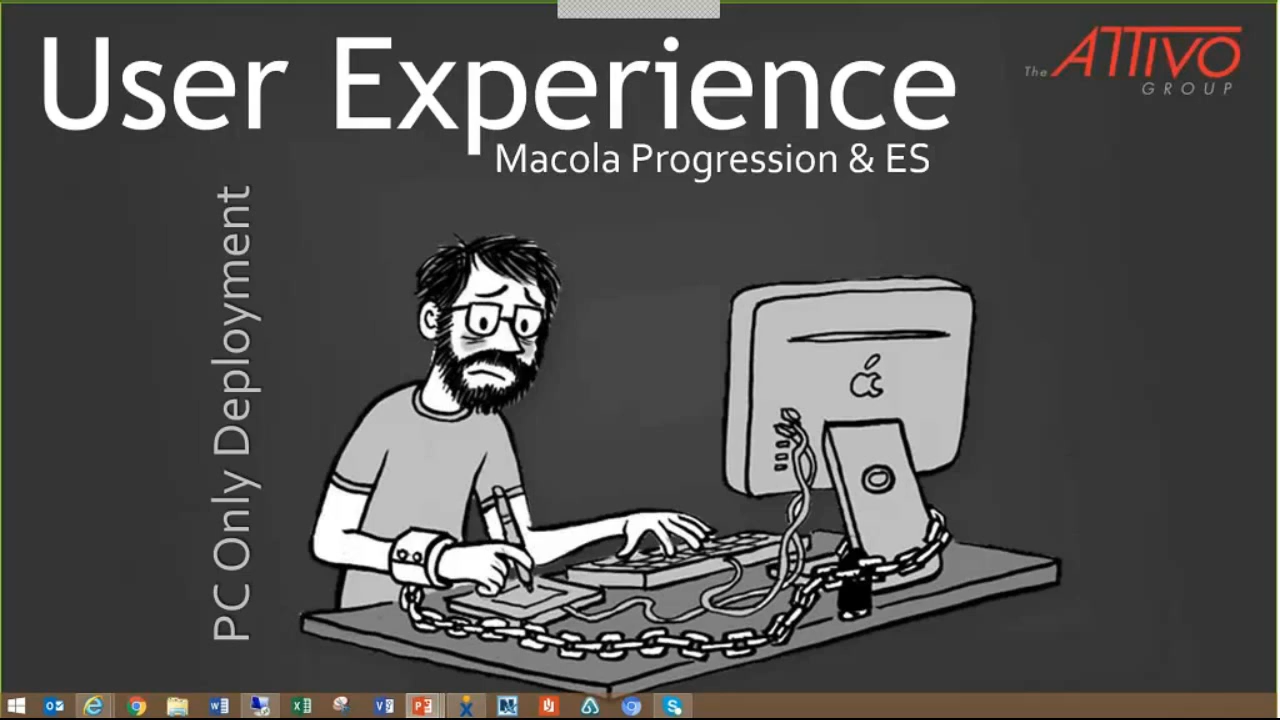 User Experience
The ATTIVO
GROUP
Macola Progression & ES
PC Only Deployment